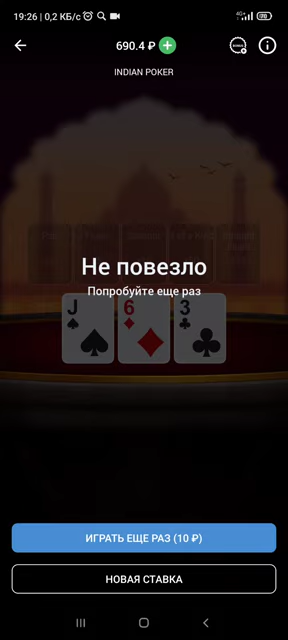 19:26 | 0,2 КБ/с
690.4 ₽
INDIAN POKER
Не повезло
Попробуйте еще раз
J 6 3
ИГРАТЬ ЕЩЕ РАЗ (10 ₽)
НОВАЯ СТАВКА